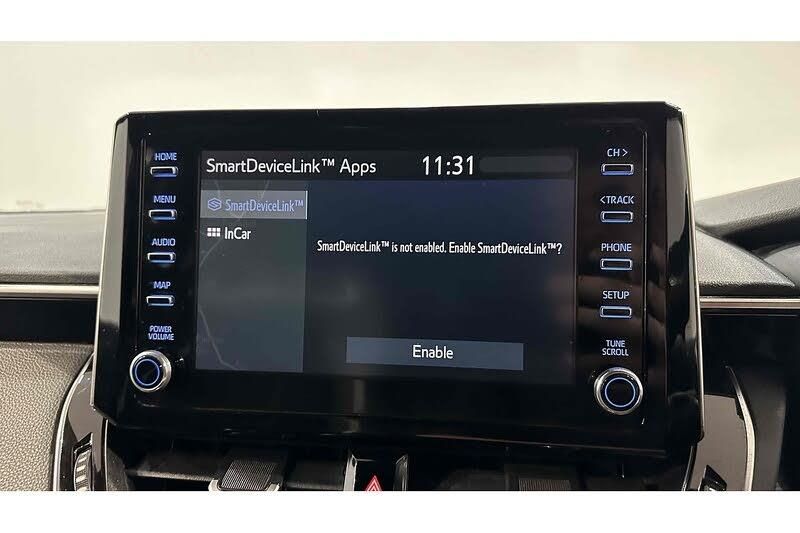 HOME
MENU
AUDIO
MAP
POWER
VOLUME
SmartDeviceLink™ Apps
11:31
SmartDeviceLink™
InCar
SmartDeviceLink™ is not enabled. Enable SmartDeviceLink™?
Enable
CH >
< TRACK
PHONE
SETUP
TUNE
SCROLL